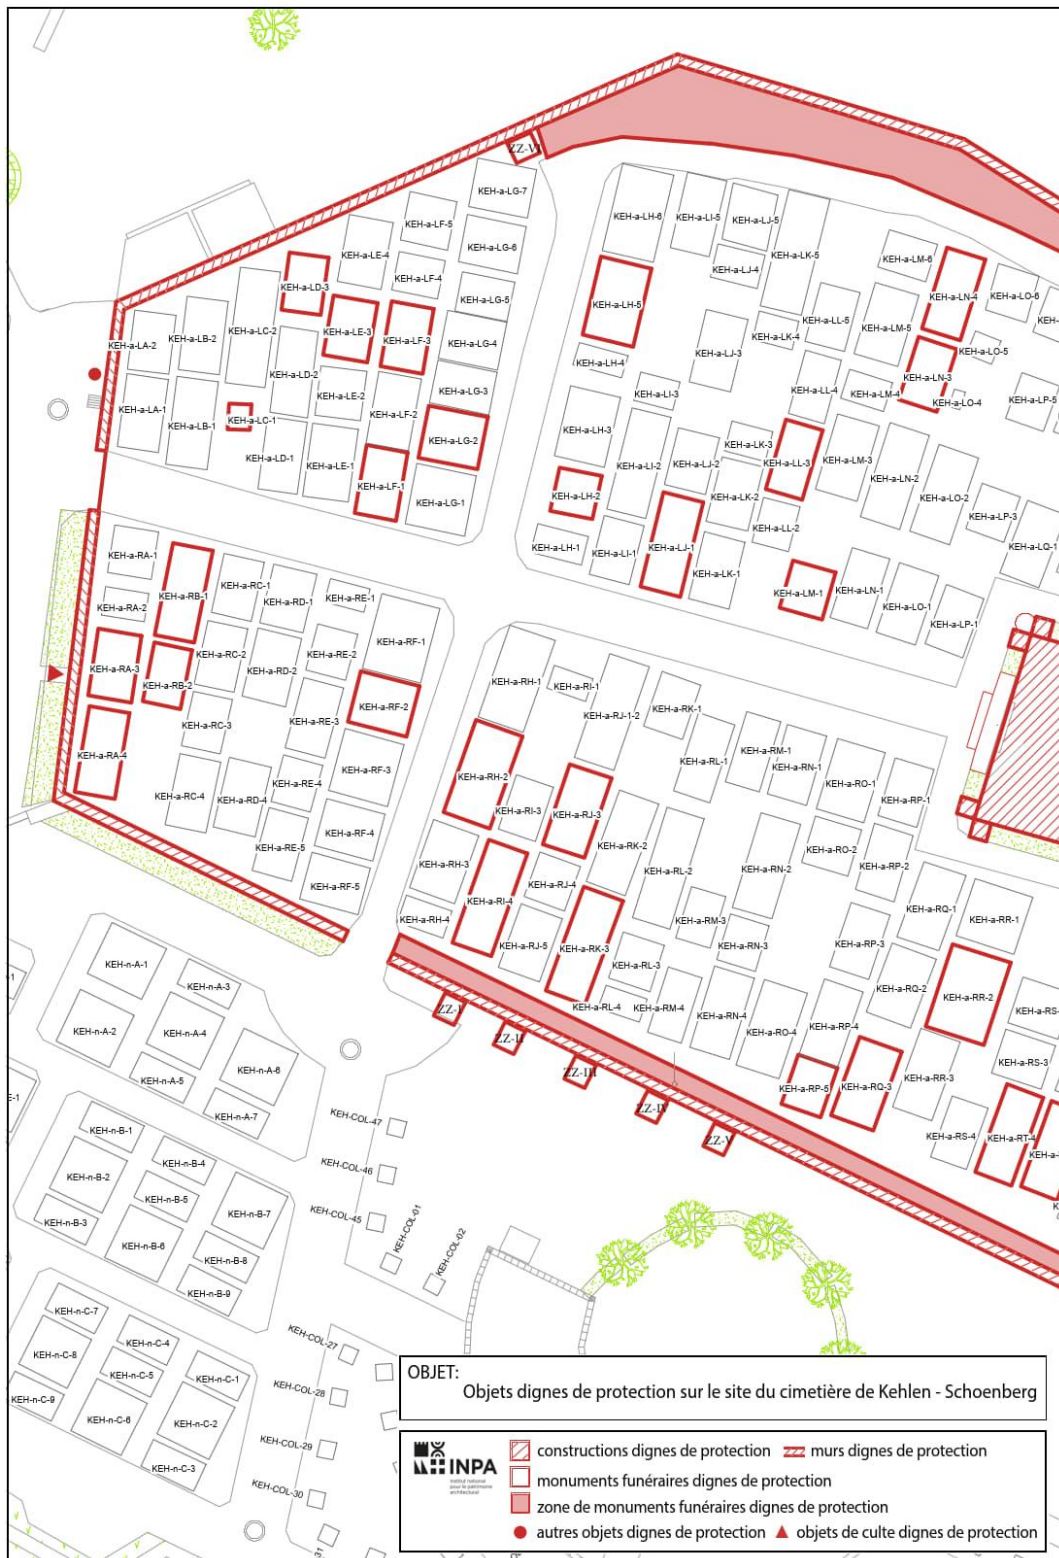 ZZ-VI
KEH-a-LG-7
KEH-a-LH-6
KEH-a-LI-5
KEH-a-LJ-5
KEH-a-LF-5
KEH-a-LG-6
KEH-a-LE-4
KEH-a-LK-5
KEH-a-LM-6
KEH-a-LF-4
KEH-a-LJ-4
KEH-a-LD-3
KEH-a-LG-5
KEH-a-LH-5
KEH-a-LN-4
KEH-a-LO-6
KEH-a-LC-2
KEH-a-LE-3
KEH-a-LL-5
KEH-a-LM-5
KEH-a-LB-2
KEH-a-LK-4
KEH-a-LA-2
KEH-a-LF-3
KEH-a-LG-4
KEH-a-LJ-3
KEH-a-LO-5
KEH-a-LH-4
KEH-a-LD-2
KEH-a-LN-3
KEH-a-LG-3
KEH-a-LL-4
KEH-a-LE-2
KEH-a-LI-3
KEH-a-LM-4
KEH-a-LP-5
KEH-a-LO-4
KEH-a-LA-1
KEH-a-LF-2
KEH-a-LC-1
KEH-a-LB-1
KEH-a-LH-3
KEH-a-LG-2
KEH-a-LK-3
KEH-a-LM-3
KEH-a-LD-1
KEH-a-LL-3
KEH-a-LJ-2
KEH-a-LE-1
KEH-a-LI-2
KEH-a-LN-2
KEH-a-LF-1
KEH-a-LH-2
KEH-a-LK-2
KEH-a-LO-2
KEH-a-LG-1
KEH-a-LP-3
KEH-a-LL-2
KEH-a-LH-1
KEH-a-LJ-1
KEH-a-LQ-1
KEH-a-LI-1
KEH-a-LK-1
KEH-a-LM-1
KEH-a-LN-1
KEH-a-LO-1
KEH-a-LP-1
KEH-a-RA-1
KEH-a-RC-1
KEH-a-RB-1
KEH-a-RE-1
KEH-a-RD-1
KEH-a-RA-2
KEH-a-RF-1
KEH-a-RC-2
KEH-a-RE-2
KEH-a-RA-3
KEH-a-RD-2
KEH-a-RB-2
KEH-a-RH-1
KEH-a-RI-1
KEH-a-RF-2
KEH-a-RK-1
KEH-a-RJ-1-2
KEH-a-RE-3
KEH-a-RC-3
KEH-a-RM-1
KEH-a-RA-4
KEH-a-RL-1
KEH-a-RN-1
KEH-a-RF-3
KEH-a-RH-2
KEH-a-RE-4
KEH-a-RO-1
KEH-a-RC-4
KEH-a-RD-4
KEH-a-RP-1
KEH-a-RI-3
KEH-a-RJ-3
KEH-a-RF-4
KEH-a-RE-5
KEH-a-RK-2
KEH-a-RO-2
KEH-a-RH-3
KEH-a-RP-2
KEH-a-RL-2
KEH-a-RN-2
KEH-a-RJ-4
KEH-a-RF-5
KEH-a-RI-4
KEH-a-RQ-1
KEH-a-RH-4
KEH-a-RR-1
KEH-a-RM-3
KEH-a-RP-3
KEH-a-RJ-5
KEH-a-RK-3
KEH-a-RN-3
KEH-a-RL-3
KEH-a-RQ-2
KEH-a-RR-2
KEH-a-RL-4
KEH-a-RM-4
KEH-a-RN-4
KEH-a-RP-4
KEH-a-RO-4
KEH-a-RS-3
KEH-a-RP-5
KEH-a-RQ-3
KEH-a-RR-3
KEH-a-RS-4
KEH-a-RT-4
ZZ-I
ZZ-II
ZZ-III
ZZ-IV
ZZ-V
KEH-n-A-1
KEH-n-A-3
KEH-n-A-2
KEH-n-A-4
KEH-n-A-6
KEH-n-A-5
KEH-n-A-7
E-1
KEH-n-B-1
KEH-n-B-4
KEH-n-B-2
KEH-n-B-5
KEH-n-B-7
KEH-n-B-3
KEH-n-B-6
KEH-n-B-8
KEH-n-B-9
KEH-n-C-7
KEH-n-C-4
KEH-n-C-8
KEH-n-C-5
KEH-n-C-1
KEH-n-C-9
KEH-n-C-6
KEH-n-C-2
KEH-n-C-3
KEH-COL-47
KEH-COL-46
KEH-COL-45
KEH-COL-01
KEH-COL-02
KEH-COL-27
KEH-COL-28
KEH-COL-29
KEH-COL-30
OBJET:
Objets dignes de protection sur le site du cimetière de Kehlen - Schoenberg
INPA
institut national
pour le patrimoine
architectural
constructions dignes de protection
murs dignes de protection
monuments funéraires dignes de protection
zone de monuments funéraires dignes de protection
autres objets dignes de protection
objets de culte dignes de protection